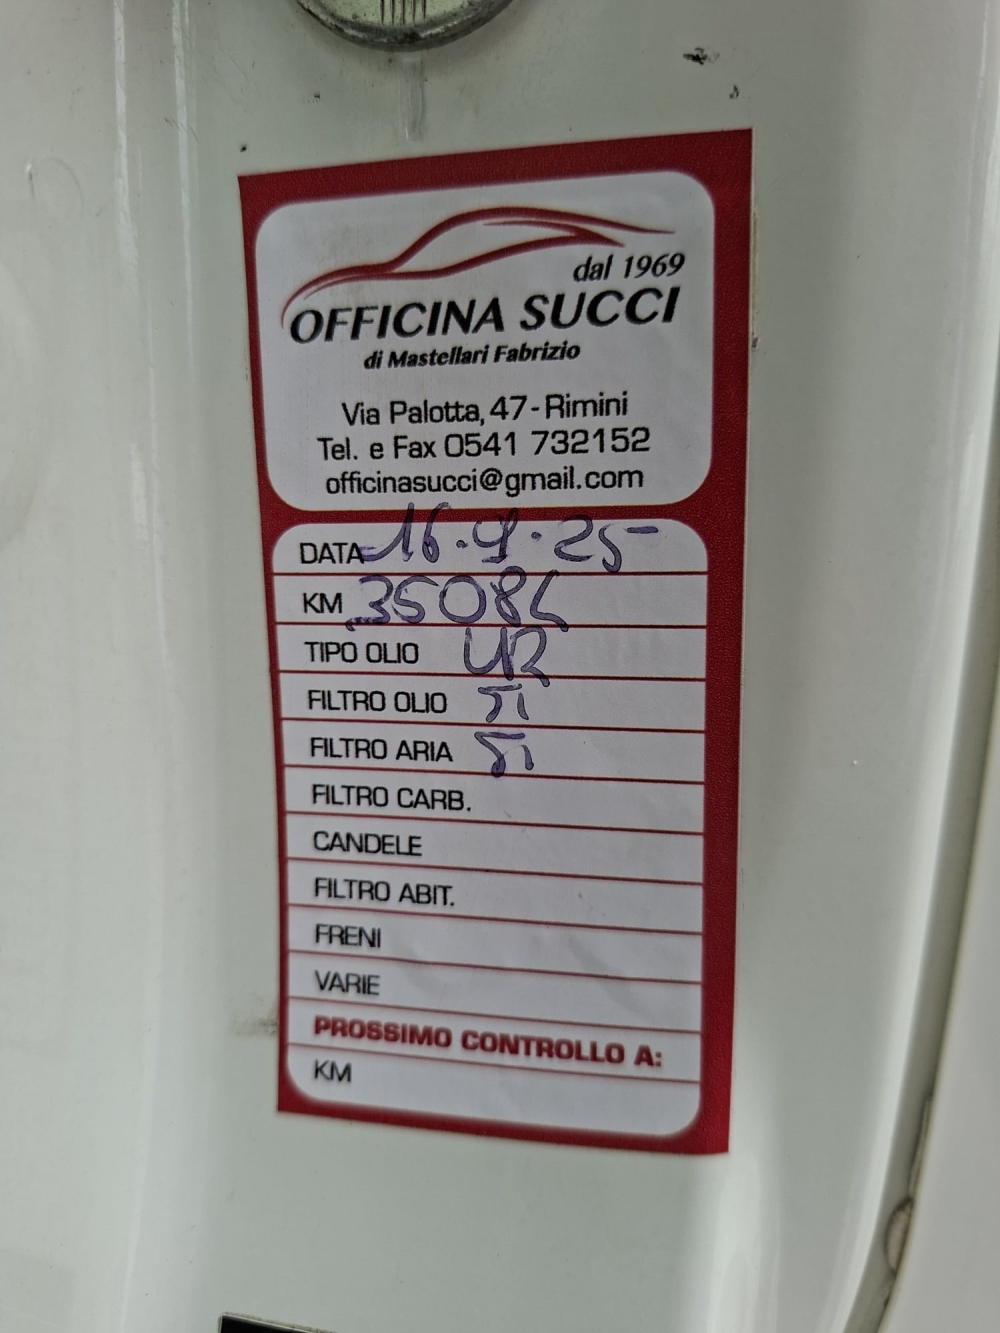 dal 1969
OFFICINA SUCCI
di Mastellari Fabrizio
Via Palotta, 47 - Rimini
Tel. e Fax 0541 732152
officinasucci@gmail.com
DATA 16.9.25
KM 35086
TIPO OLIO
FILTRO OLIO SI
FILTRO ARIA SI
FILTRO CARB.
CANDELE
FILTRO ABIT.
FRENI
VARIE
PROSSIMO CONTROLLO A:
KM